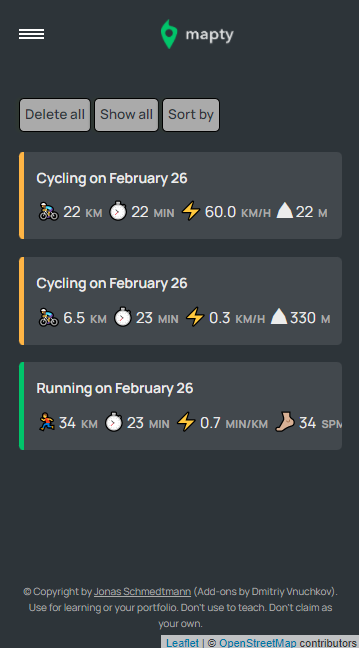 mapty
Delete all Show all Sort by
Cycling on February 26
22 KM 22 MIN 60.0 KM/H 22 M
Cycling on February 26
6.5 KM 23 MIN 0.3 KM/H 330 M
Running on February 26
34 KM 23 MIN 0.7 MIN/KM 34 SPM
© Copyright by Jonas Schmedtmann (Add-ons by Dmitriy Vnuchkov).
Use for learning or your portfolio. Don't use to teach. Don't claim as
your own.
Leaflet | © OpenStreetMap contributors